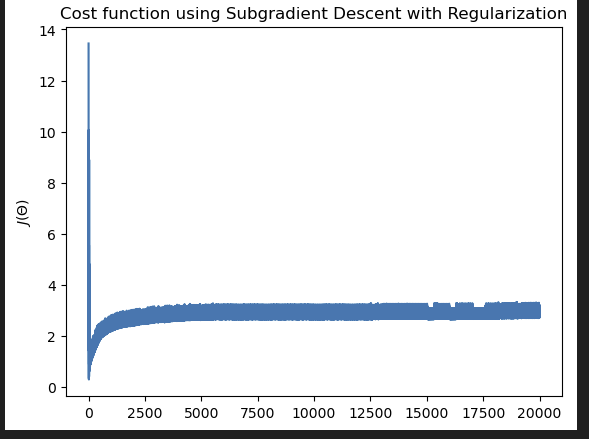 Cost function using Subgradient Descent with Regularization
14
12
10
8
6
4
2
0
J(Θ)
0 2500 5000 7500 10000 12500 15000 17500 20000